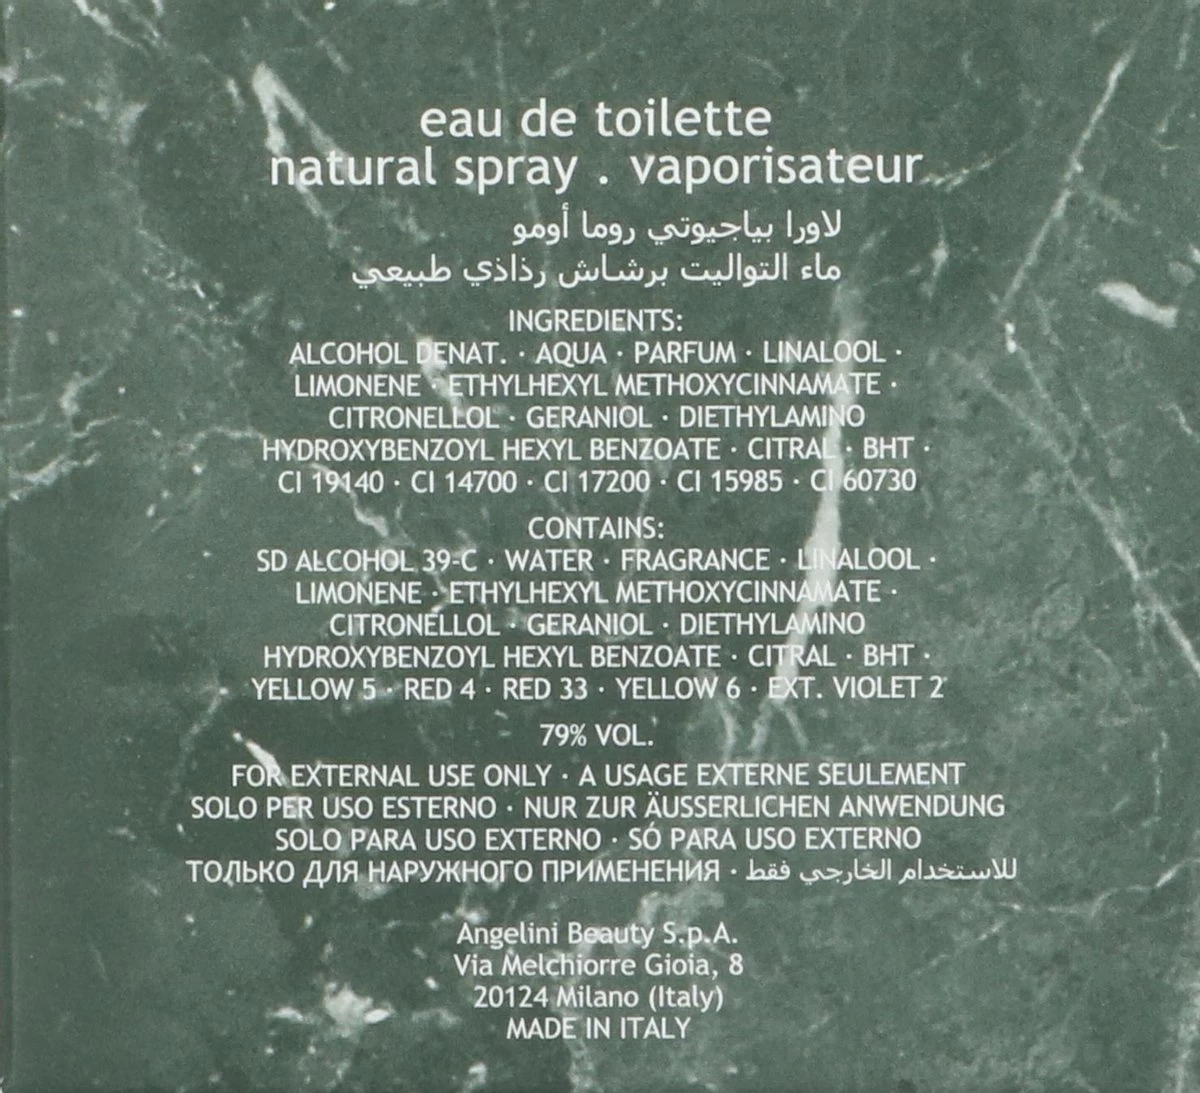 eau de toilette
natural spray . vaporisateur
لاورا بياجيوتي روما أومو
ماء التواليت برشاش رذاذي طبيعي
INGREDIENTS:
ALCOHOL DENAT. · AQUA · PARFUM · LINALOOL ·
LIMONENE · ETHYLHEXYL METHOXYCINNAMATE ·
CITRONELLOL · GERANIOL · DIETHYLAMINO
HYDROXYBENZOYL HEXYL BENZOATE · CITRAL · BHT ·
CI 19140 · CI 14700 · CI 17200 · CI 15985 · CI 60730
CONTAINS:
SD ALCOHOL 39-C · WATER · FRAGRANCE · LINALOOL ·
LIMONENE · ETHYLHEXYL METHOXYCINNAMATE ·
CITRONELLOL · GERANIOL · DIETHYLAMINO
HYDROXYBENZOYL HEXYL BENZOATE · CITRAL · BHT ·
YELLOW 5 · RED 4 · RED 33 · YELLOW 6 · EXT. VIOLET 2
79% VOL.
FOR EXTERNAL USE ONLY · A USAGE EXTERNE SEULEMENT
SOLO PER USO ESTERNO · NUR ZUR ÄUSSERLICHEN ANWENDUNG
SOLO PARA USO EXTERNO · SÓ PARA USO EXTERNO
ТОЛЬКО ДЛЯ НАРУЖНОГО ПРИМЕНЕНИЯ · للاستخدام الخارجي فقط
Angelini Beauty S.p.A.
Via Melchiorre Gioia, 8
20124 Milano (Italy)
MADE IN ITALY